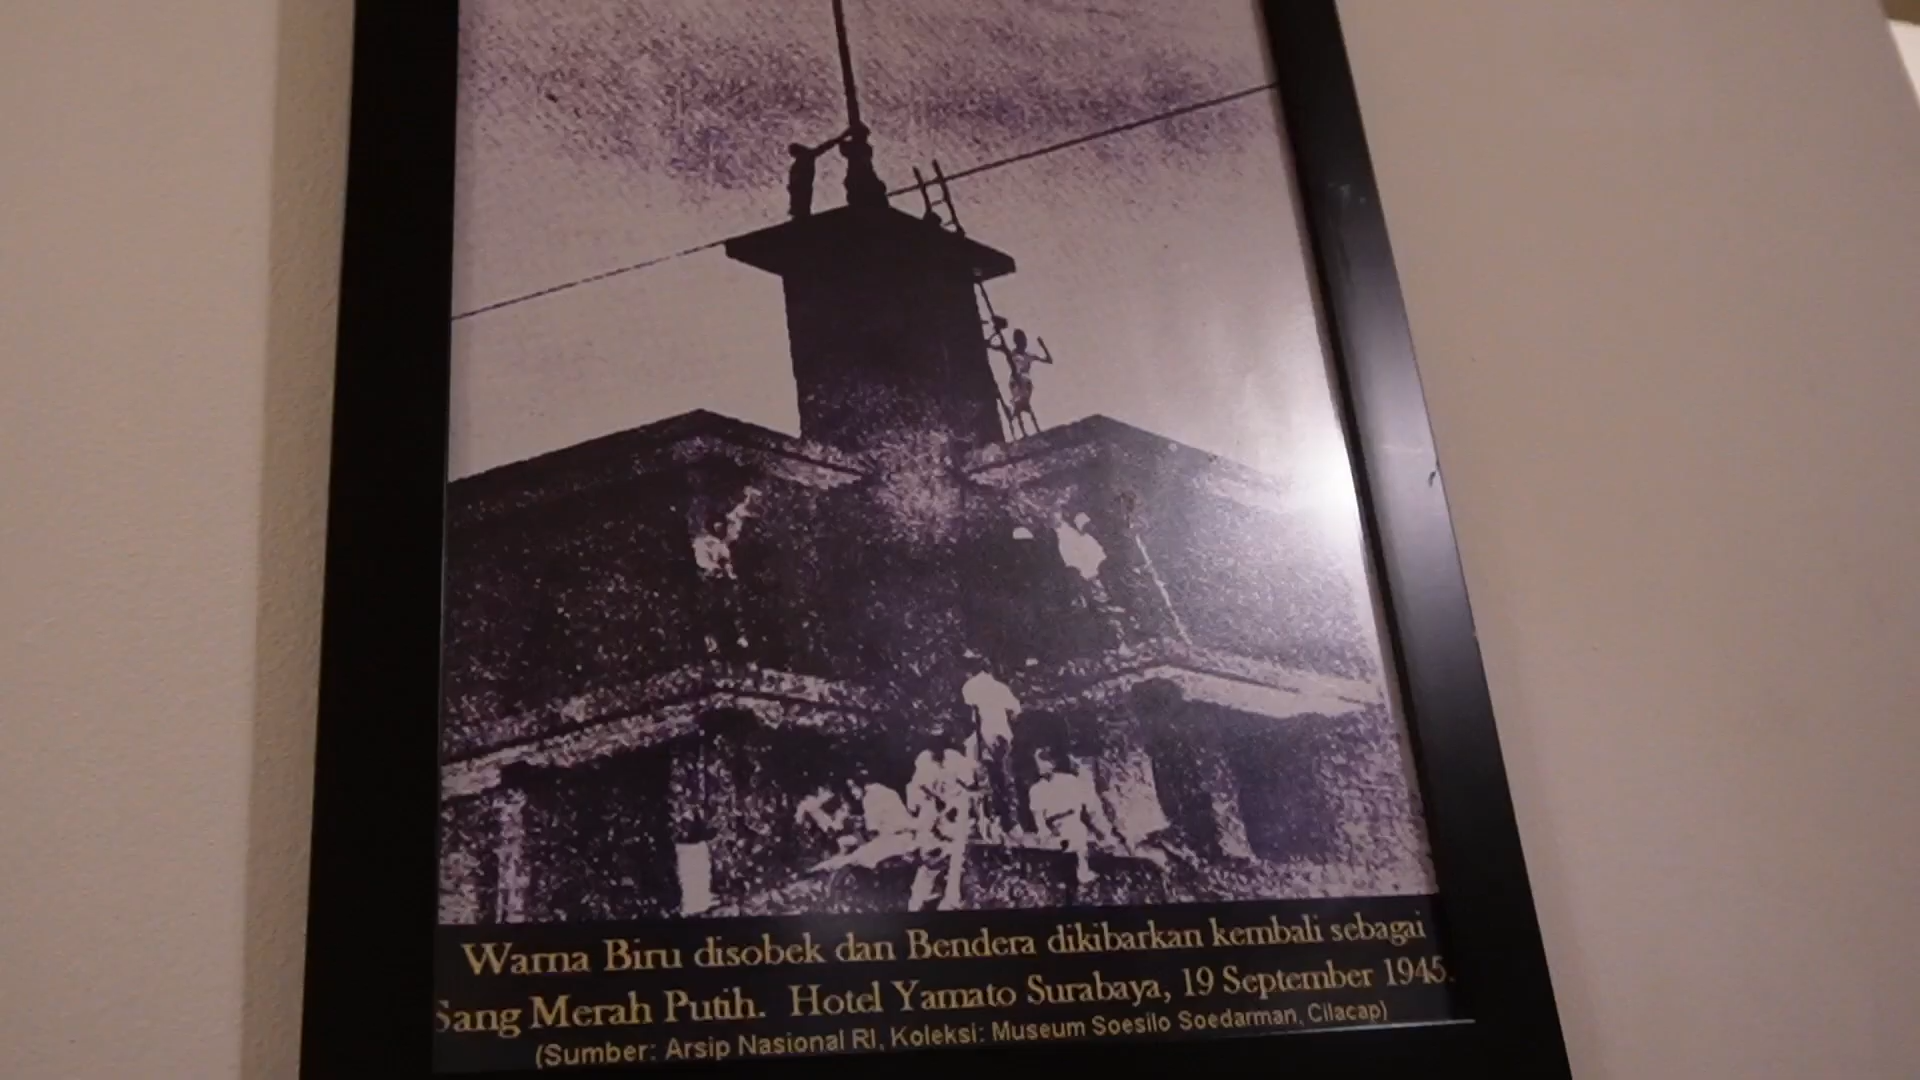 Warna Biru disobek dan Bendera dikibarkan kembali sebagai
Sang Merah Putih. Hotel Yamato Surabaya, 19 September 1945.
(Sumber: Arsip Nasional RI, Koleksi: Museum Soesilo Soedarman, Cilacap)